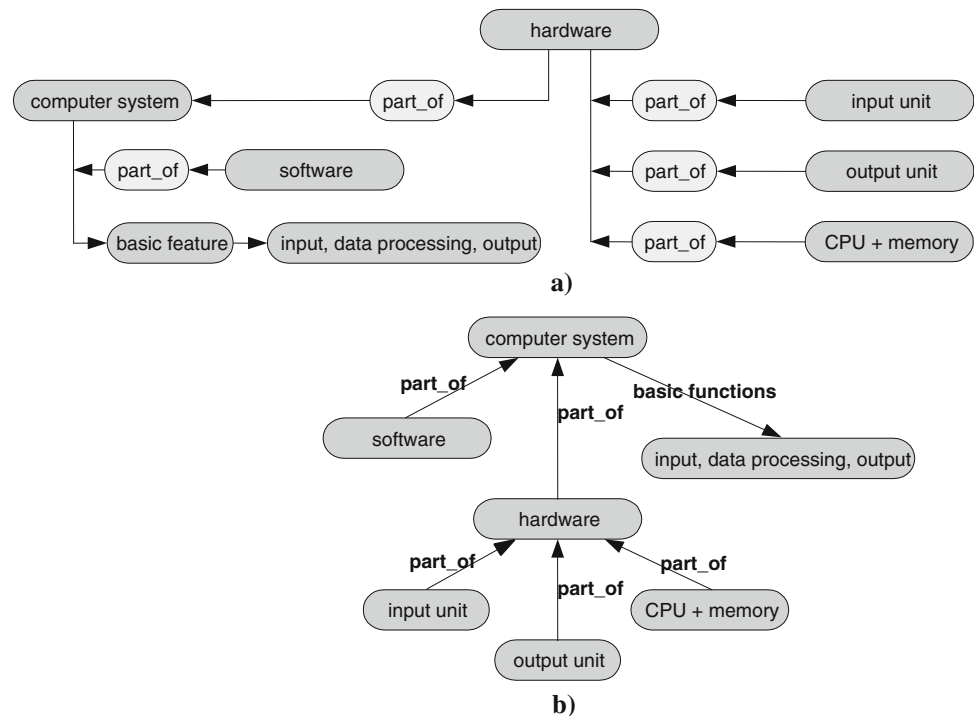 hardware
computer system part_of part_of input unit
part_of software part_of output unit
basic feature input, data processing, output part_of CPU + memory
a)
computer system
part_of basic functions
part_of
software
input, data processing, output
hardware
part_of part_of
part_of
input unit CPU + memory
output unit
b)